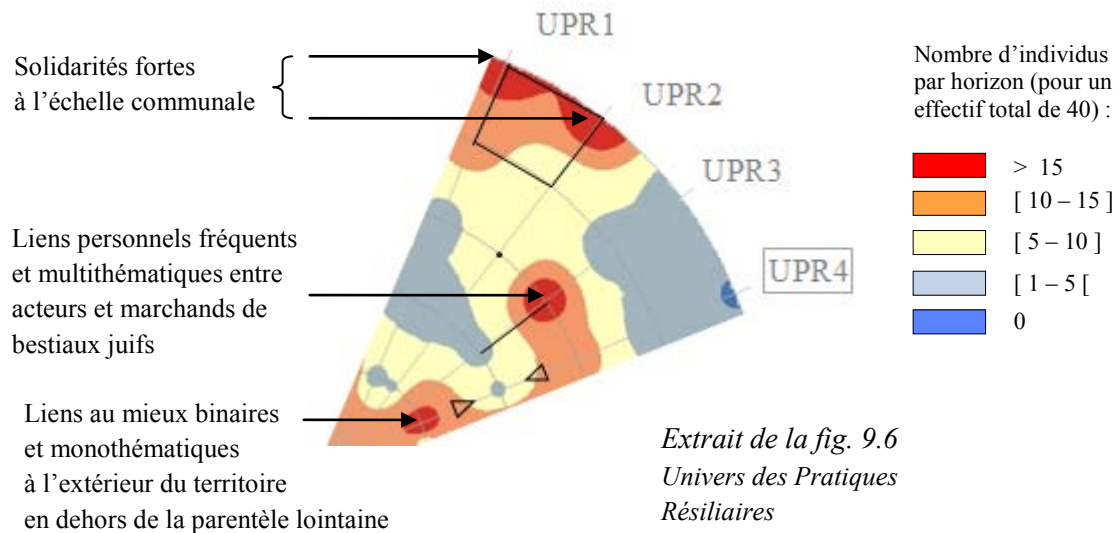 UPR1
UPR2
UPR3
UPR4
Solidarités fortes
à l’échelle communale
Liens personnels fréquents
et multithématiques entre
acteurs et marchands de
bestiaux juifs
Liens au mieux binaires
et monothématiques
à l’extérieur du territoire
en dehors de la parentèle lointaine
Nombre d’individus
par horizon (pour un
effectif total de 40) :
> 15
[ 10 – 15 ]
[ 5 – 10 ]
[ 1 – 5 [
0
Extrait de la fig. 9.6
Univers des Pratiques
Résiliaires